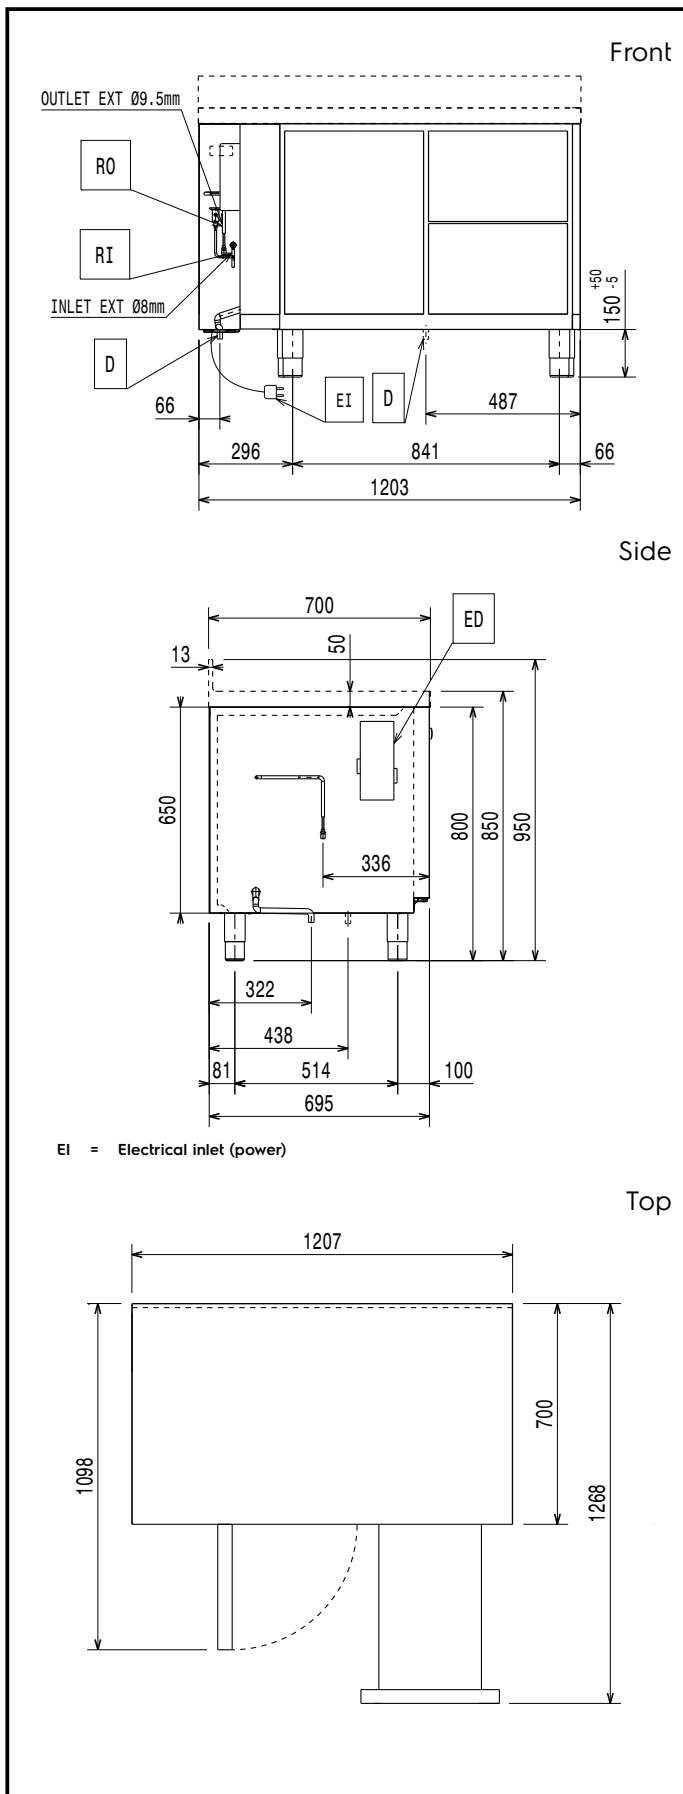 Front
OUTLET EXT Ø9.5mm
RO
RI
INLET EXT Ø8mm
+50
-5
150
D
EI
D
66
487
296
841
66
1203
Side
700
ED
50
13
650
800
850
950
336
322
438
81
514
100
695
EI = Electrical inlet (power)
Top
1207
1098
700
1268